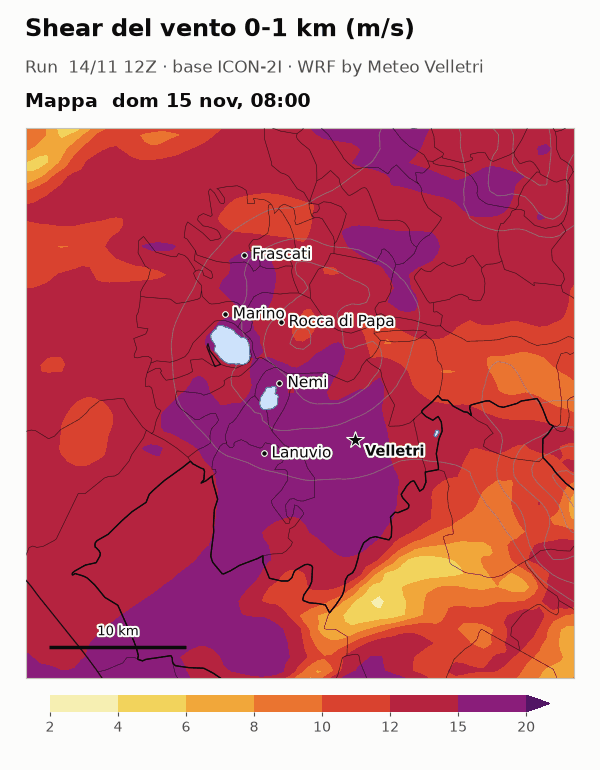 Shear del vento 0-1 km (m/s)
Run 14/11 12Z · base ICON-2I · WRF by Meteo Velletri
Mappa dom 15 nov, 08:00
Frascati
Marino
Rocca di Papa
Nemi
Velletri
Lanuvio
10 km
2 4 6 8 10 12 15 20